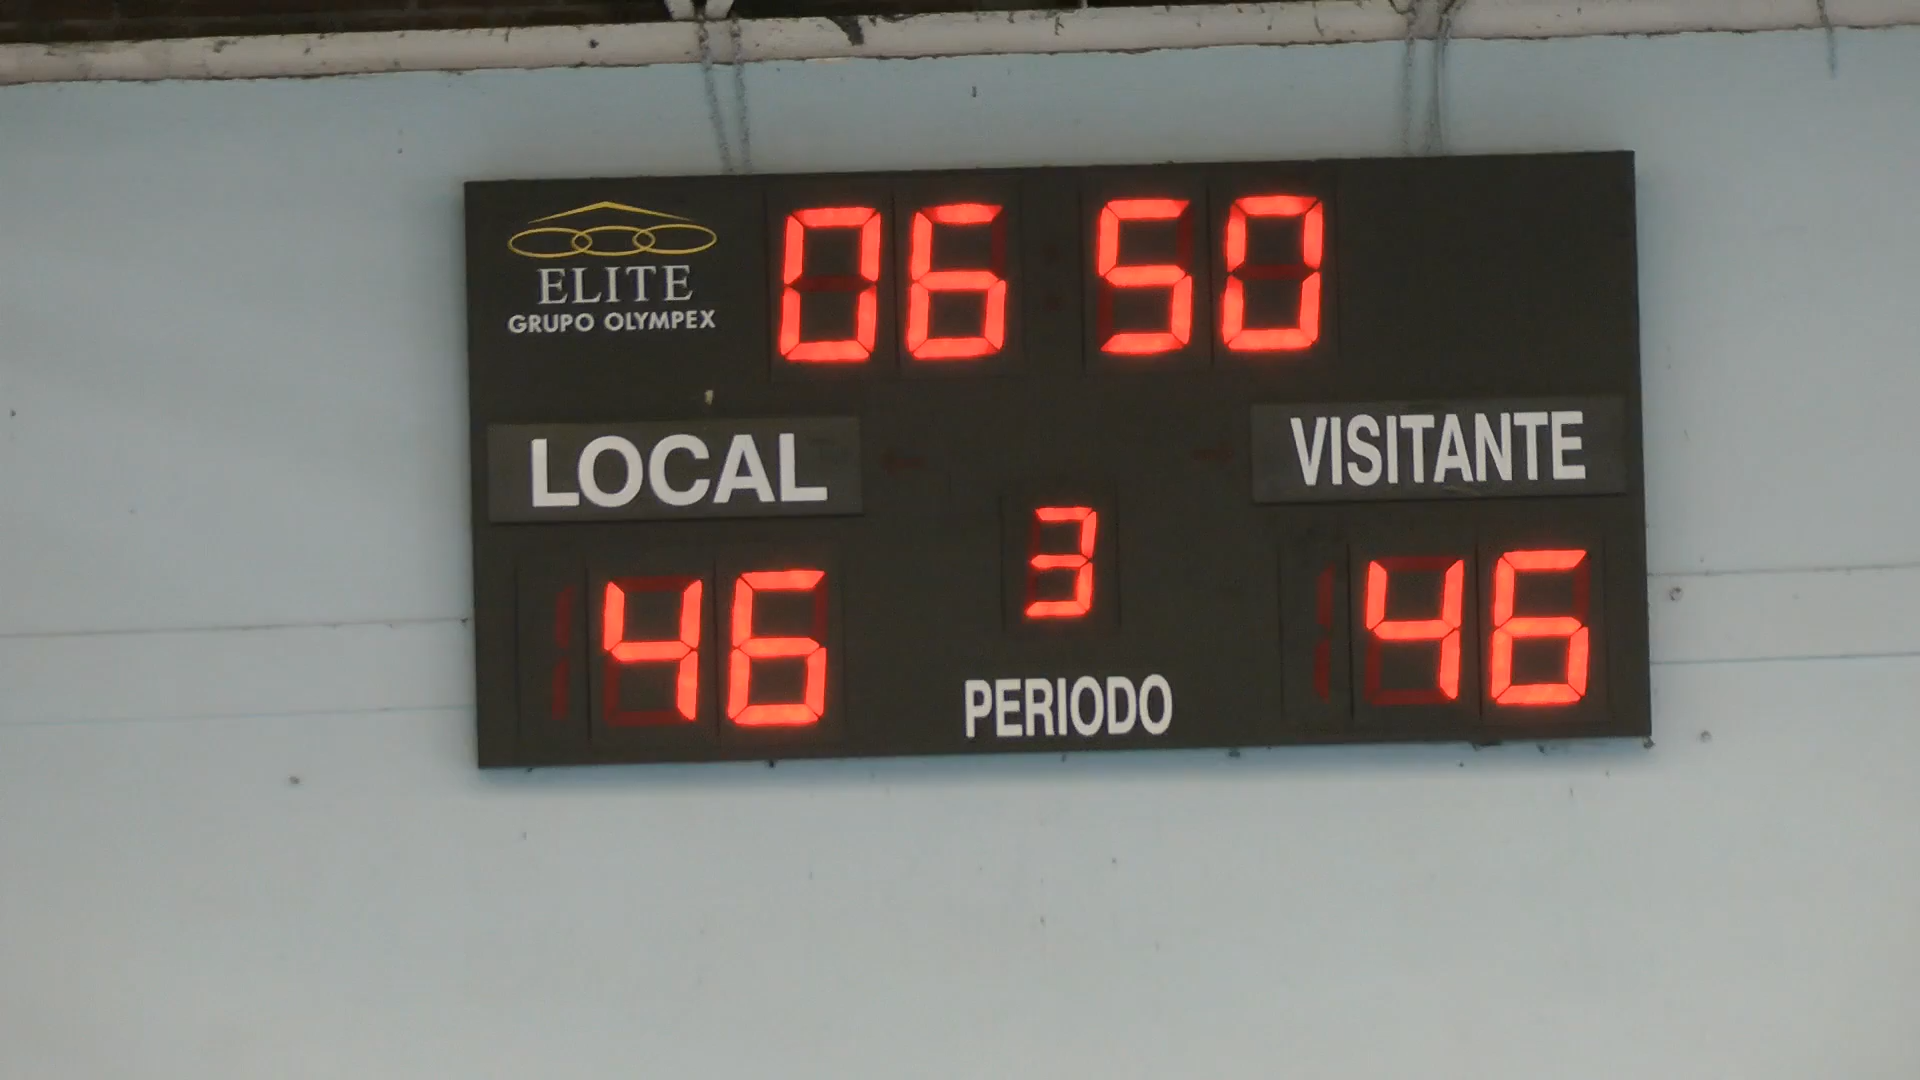 06 50
ELITE
GRUPO OLYMPEX
LOCAL
VISITANTE
3
46
46
PERIODO